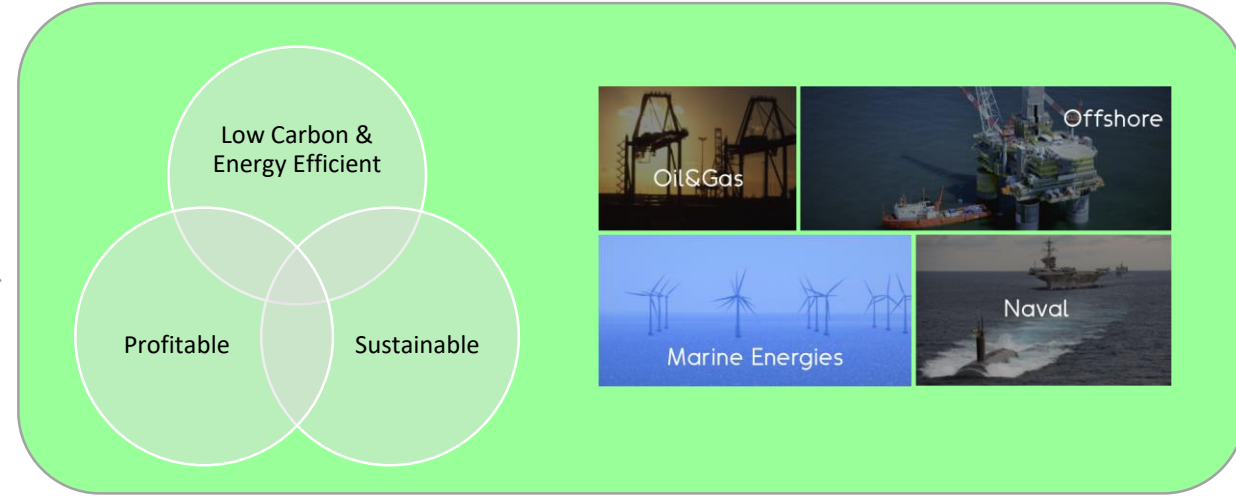 Low Carbon &
Energy Efficient
Profitable
Sustainable
Oil&Gas
Offshore
Marine Energies
Naval